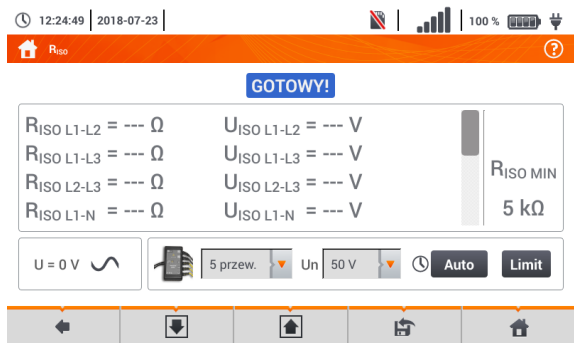 12:24:49 2018-07-23 100 %
RISO ?
GOTOWY!
RISO L1-L2 = --- Ω UISO L1-L2 = --- V
RISO L1-L3 = --- Ω UISO L1-L3 = --- V
RISO L2-L3 = --- Ω UISO L2-L3 = --- V
RISO L1-N = --- Ω UISO L1-N = --- V
RISO MIN
5 kΩ
U = 0 V 5 przew. Un 50 V Auto Limit